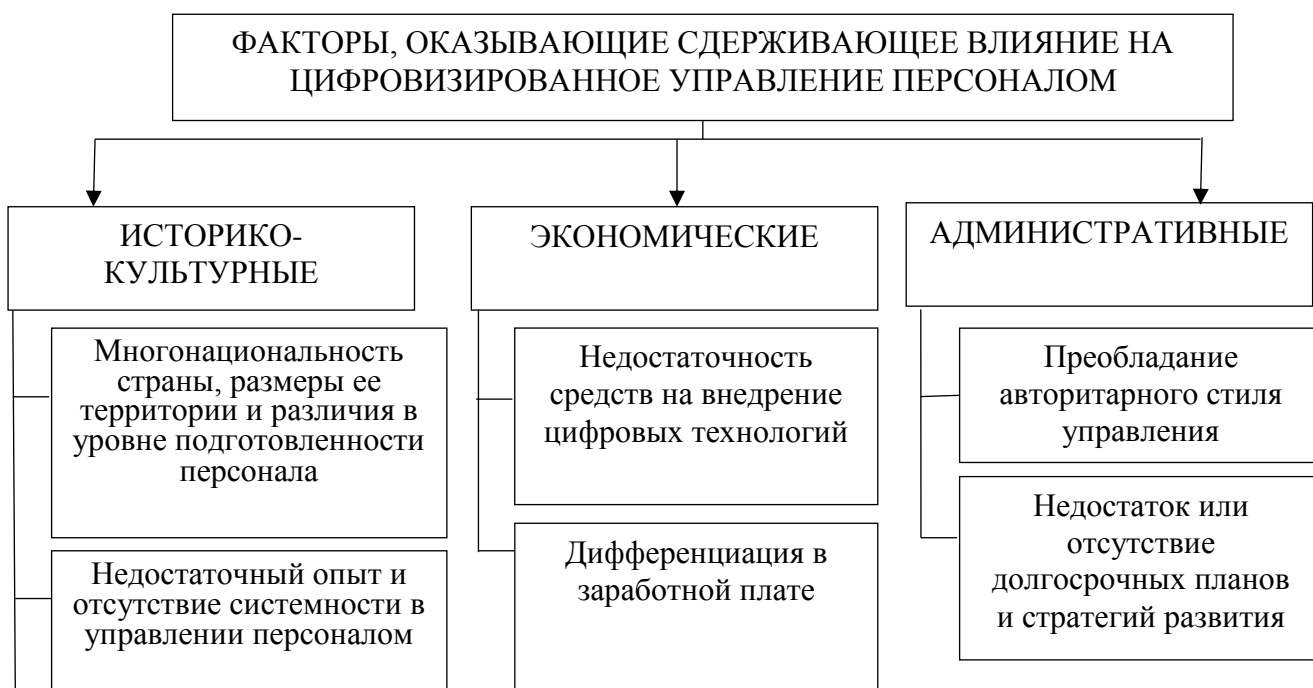 ФАКТОРЫ, ОКАЗЫВАЮЩИЕ СДЕРЖИВАЮЩЕЕ ВЛИЯНИЕ НА
ЦИФРОВИЗИРОВАННОЕ УПРАВЛЕНИЕ ПЕРСОНАЛОМ
ИСТОРИКО-
КУЛЬТУРНЫЕ
Многонациональность
страны, размеры ее
территории и различия в
уровне подготовленности
персонала
Недостаточный опыт и
отсутствие системности в
управлении персоналом
ЭКОНОМИЧЕСКИЕ
Недостаточность
средств на внедрение
цифровых технологий
Дифференциация в
заработной плате
АДМИНИСТРАТИВНЫЕ
Преобладание
авторитарного стиля
управления
Недостаток или
отсутствие
долгосрочных планов
и стратегий развития